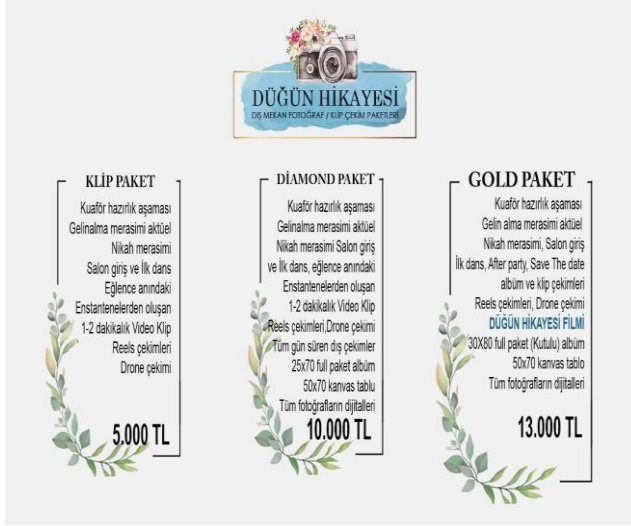 DÜĞÜN HİKAYESİ
DIŞ MEKAN FOTOĞRAF / KLİP ÇEKİM PAKETLERİ
KLİP PAKET
Kuaför hazırlık aşaması
Gelinalma merasimi aktüel
Nikah merasimi
Salon giriş ve İlk dans
Eğlence anındaki
Enstantenelerden oluşan
1-2 dakikalık Video Klip
Reels çekimleri
Drone çekimi
5.000 TL
DİAMOND PAKET
Kuaför hazırlık aşaması
Gelinalma merasimi aktüel
Nikah merasimi Salon giriş
ve İlk dans, eğlence anındaki
Enstantenelerden oluşan
1-2 dakikalık Video Klip
Reels çekimleri,Drone çekimi
Tüm gün süren dış çekimler
25x70 full paket albüm
50x70 kanvas tablu
Tüm fotoğrafların dijitalleri
10.000 TL
GOLD PAKET
Kuaför hazırlık aşaması
Gelin alma merasimi aktüel
Nikah merasimi, Salon giriş
İlk dans, After party, Save The date
albüm ve klip çekimleri
Reels çekimleri, Drone çekimi
DÜĞÜN HİKAYESİ FİLMİ
30X80 full paket (Kutulu) albüm
50x70 kanvas tablo
Tüm fotoğrafların dijitalleri
13.000 TL